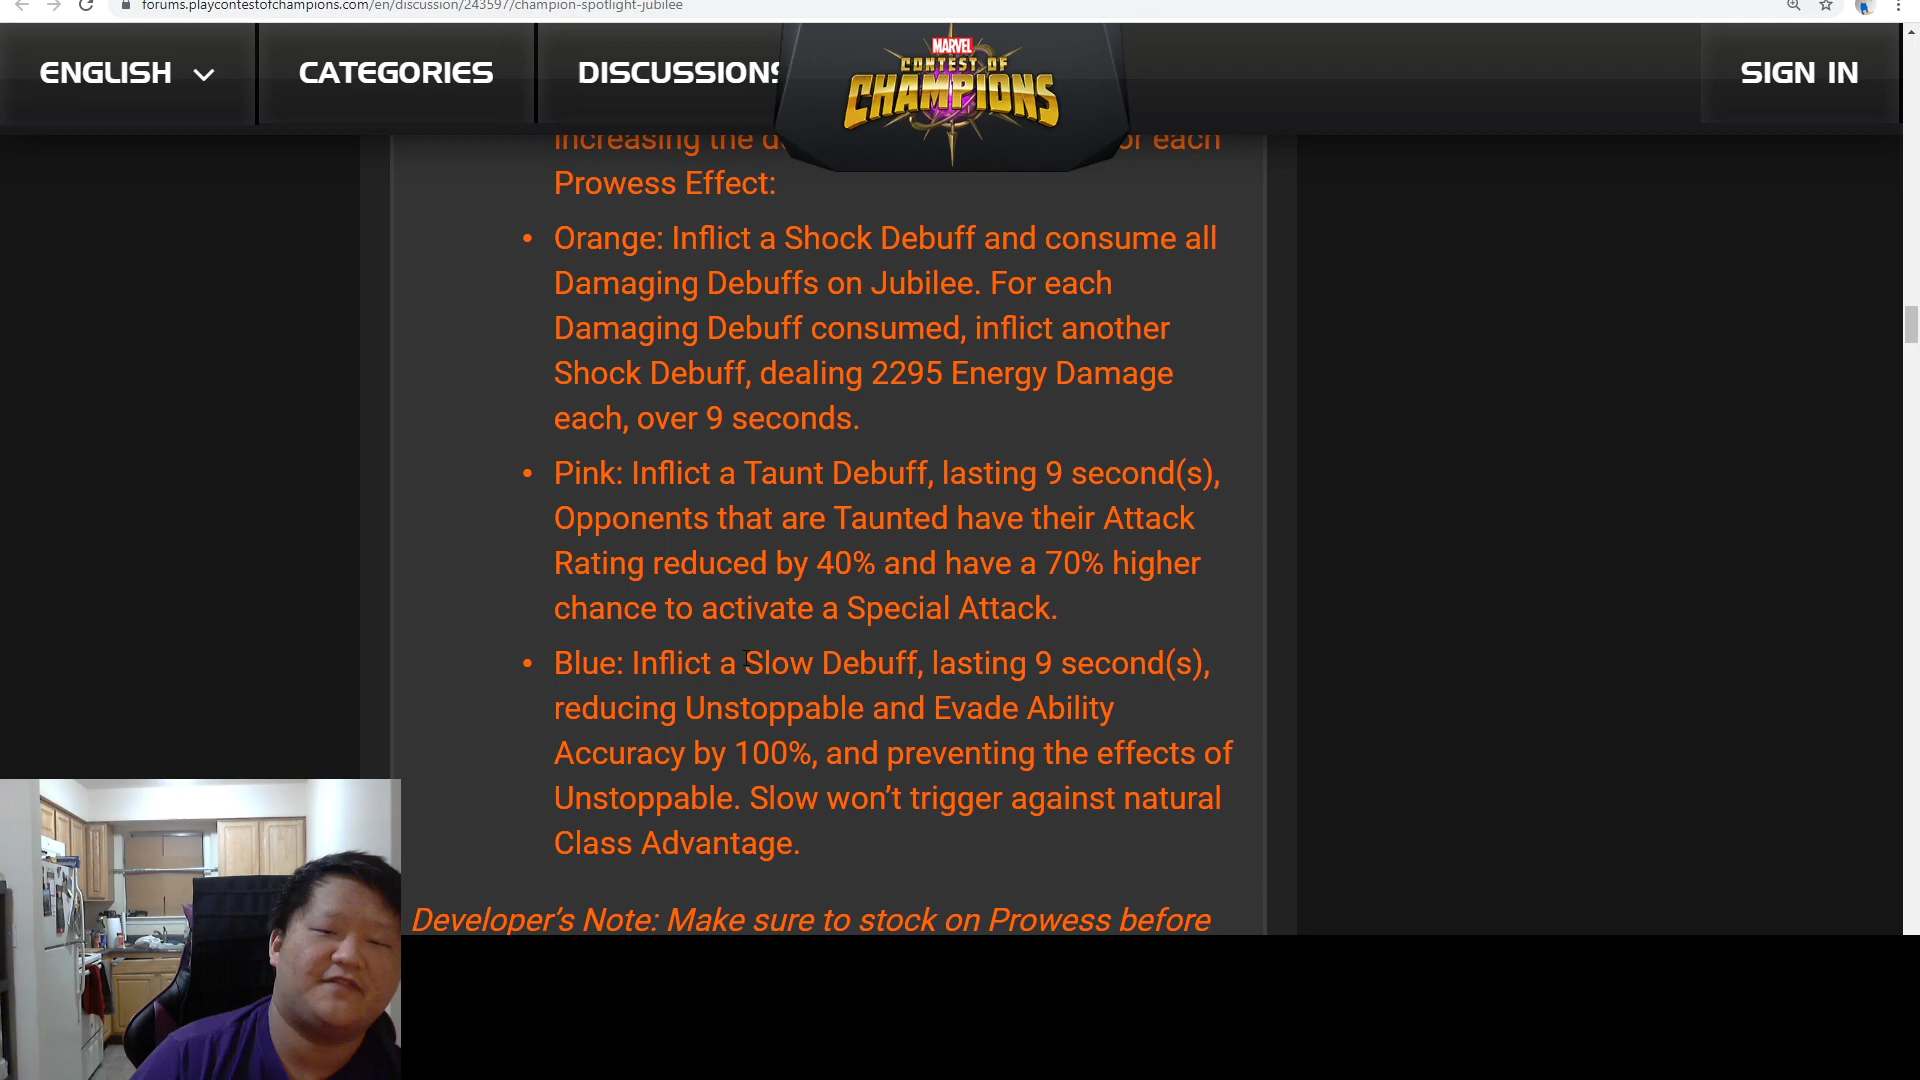 forums.playcontestofchampions.com/en/discussion/243597/champion-spotlight-jubilee
ENGLISH
CATEGORIES
DISCUSSIONS
MARVEL
CONTEST OF
CHAMPIONS
SIGN IN
increasing the d
or each
Prowess Effect:
• Orange: Inflict a Shock Debuff and consume all
Damaging Debuffs on Jubilee. For each
Damaging Debuff consumed, inflict another
Shock Debuff, dealing 2295 Energy Damage
each, over 9 seconds.
• Pink: Inflict a Taunt Debuff, lasting 9 second(s),
Opponents that are Taunted have their Attack
Rating reduced by 40% and have a 70% higher
chance to activate a Special Attack.
• Blue: Inflict a Slow Debuff, lasting 9 second(s),
reducing Unstoppable and Evade Ability
Accuracy by 100%, and preventing the effects of
Unstoppable. Slow won’t trigger against natural
Class Advantage.
Developer’s Note: Make sure to stock on Prowess before